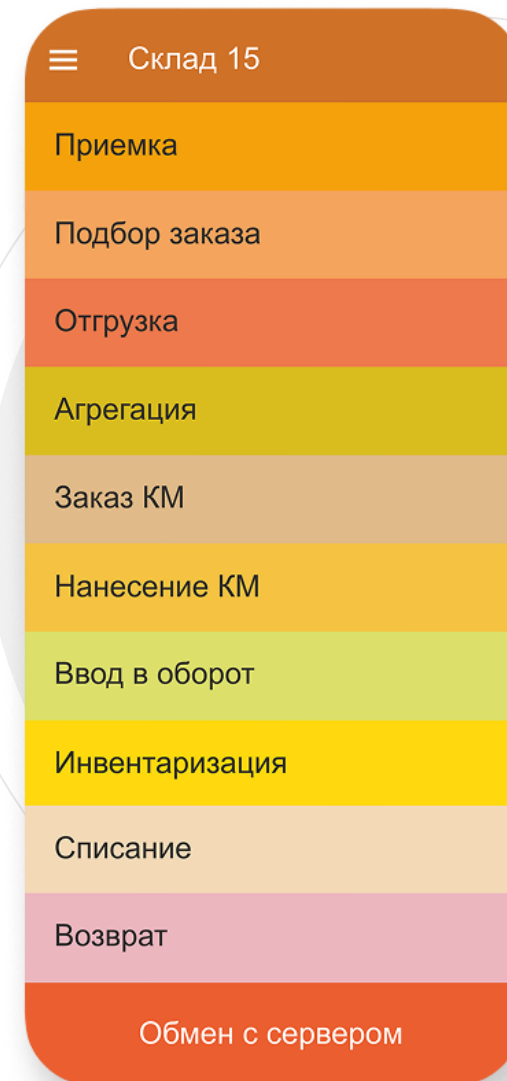 Склад 15
Приемка
Подбор заказа
Отгрузка
Агрегация
Заказ КМ
Нанесение КМ
Ввод в оборот
Инвентаризация
Списание
Возврат
Обмен с сервером